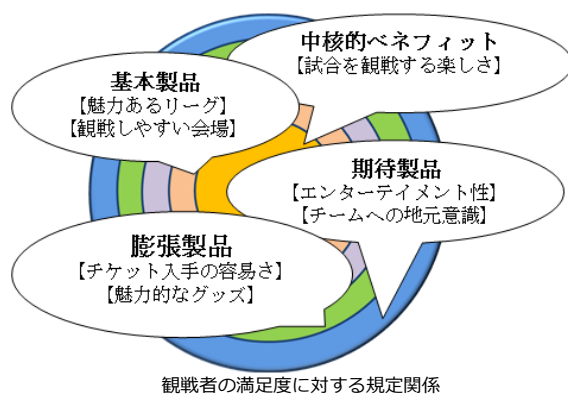 中核的ベネフィット
【試合を観戦する楽しさ】
基本製品
【魅力あるリーグ】
【観戦しやすい会場】
期待製品
【エンターテイメント性】
【チームへの地元意識】
膨張製品
【チケット入手の容易さ】
【魅力的なグッズ】
観戦者の満足度に対する規定関係